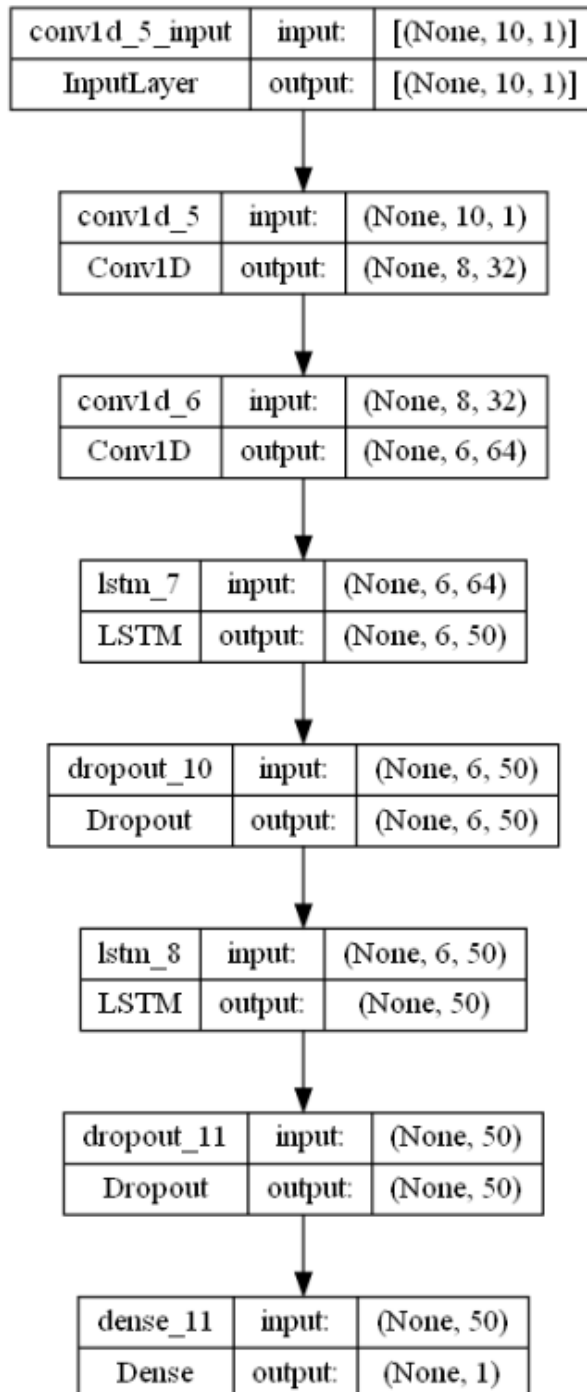 conv1d_5_input input: [(None, 10, 1)]
InputLayer output: [(None, 10, 1)]
conv1d_5 input: (None, 10, 1)
Conv1D output: (None, 8, 32)
conv1d_6 input: (None, 8, 32)
Conv1D output: (None, 6, 64)
lstm_7 input: (None, 6, 64)
LSTM output: (None, 6, 50)
dropout_10 input: (None, 6, 50)
Dropout output: (None, 6, 50)
lstm_8 input: (None, 6, 50)
LSTM output: (None, 50)
dropout_11 input: (None, 50)
Dropout output: (None, 50)
dense_11 input: (None, 50)
Dense output: (None, 1)